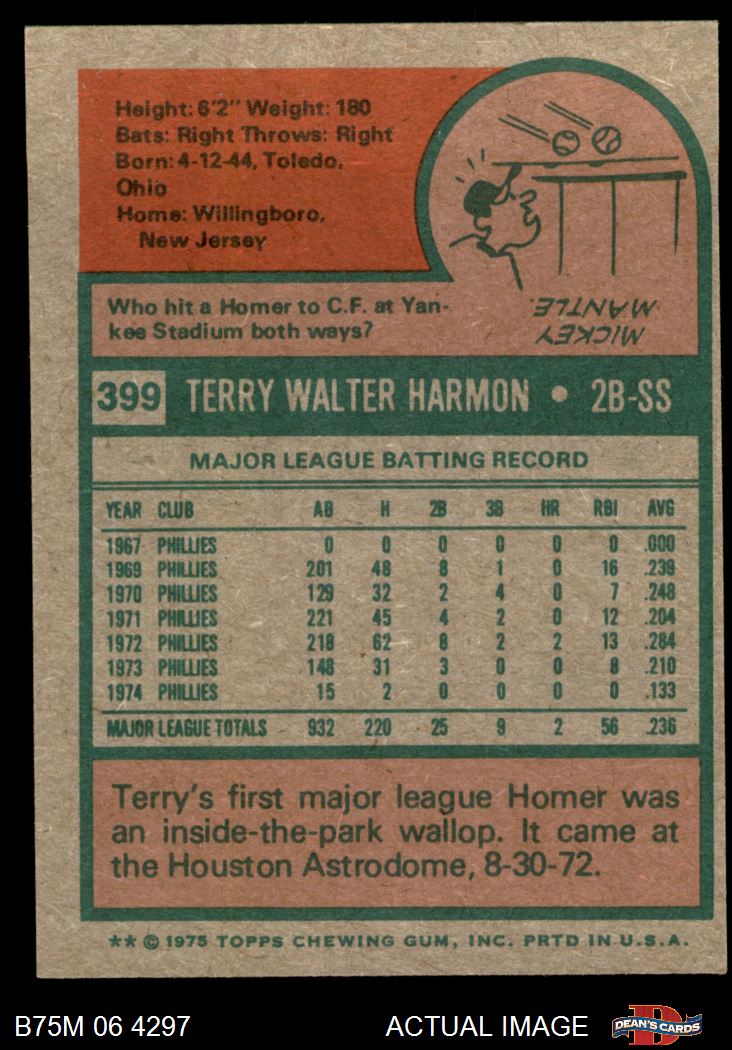 Height: 6'2" Weight: 180
Bats: Right Throws: Right
Born: 4-12-44, Toledo,
Ohio
Home: Willingboro,
New Jersey
Who hit a Homer to C.F. at Yan-
kee Stadium both ways?
MICKEY
MANTLE.
399 TERRY WALTER HARMON • 2B-SS
MAJOR LEAGUE BATTING RECORD
YEAR CLUB AB H 2B 3B HR RBI AVG
1967 PHILLIES 0 0 0 0 0 0 .000
1969 PHILLIES 201 48 8 1 0 16 .239
1970 PHILLIES 129 32 2 4 0 7 .248
1971 PHILLIES 221 45 4 2 0 12 .204
1972 PHILLIES 218 62 8 2 2 13 .284
1973 PHILLIES 148 31 3 0 0 8 .210
1974 PHILLIES 15 2 0 0 0 0 .133
MAJOR LEAGUE TOTALS 932 220 25 9 2 56 .236
Terry's first major league Homer was
an inside-the-park wallop. It came at
the Houston Astrodome, 8-30-72.
** © 1975 TOPPS CHEWING GUM, INC. PRTD IN U.S.A.
B75M 06 4297 ACTUAL IMAGE D DEAN'S CARDS